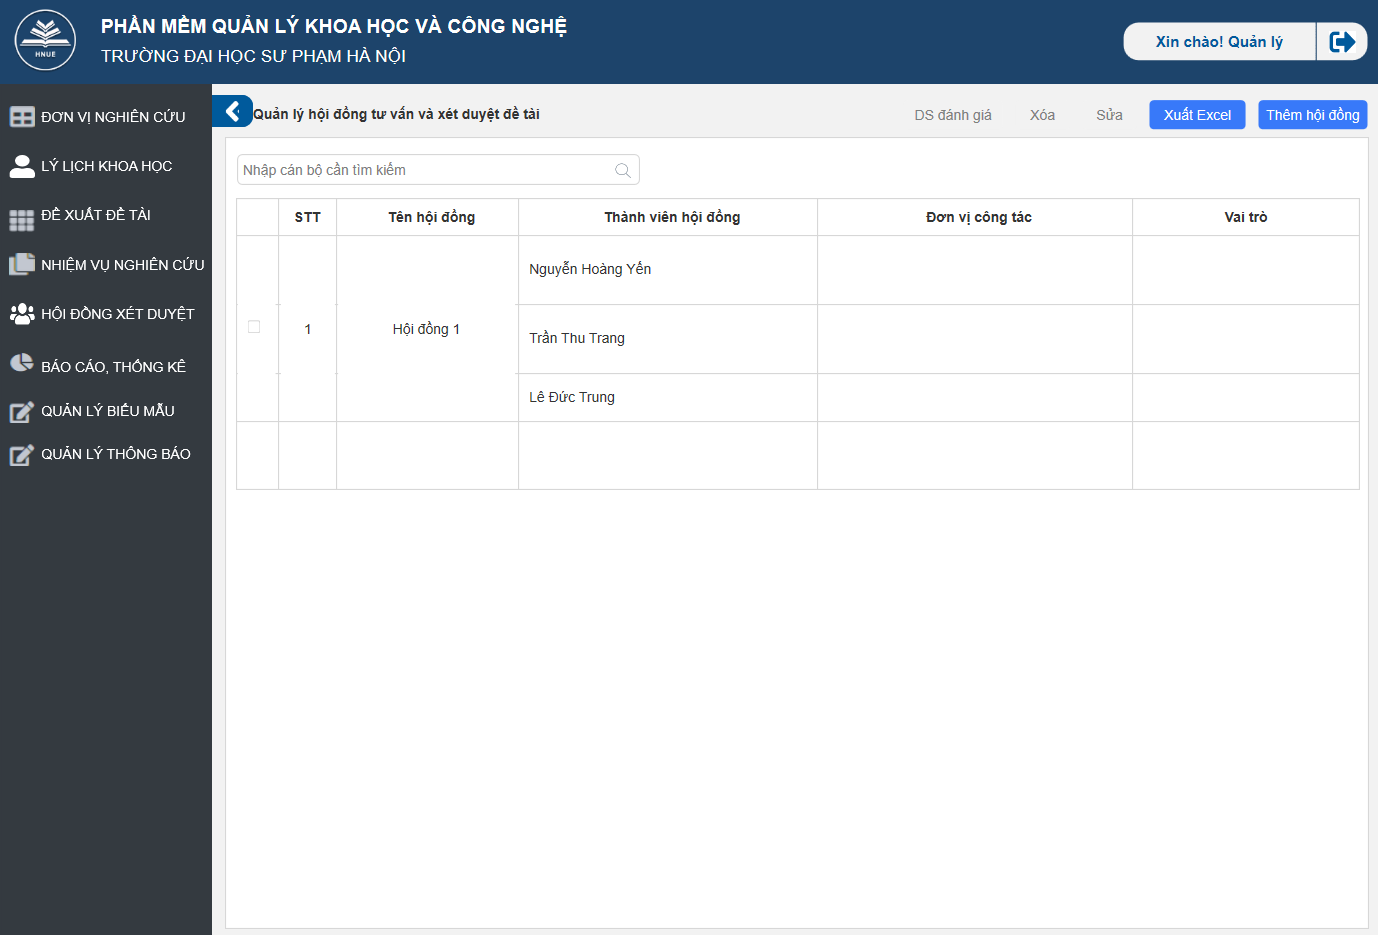 PHẦN MỀM QUẢN LÝ KHOA HỌC VÀ CÔNG NGHỆ
TRƯỜNG ĐẠI HỌC SƯ PHẠM HÀ NỘI
HNUE
Xin chào! Quản lý
ĐƠN VỊ NGHIÊN CỨU
LÝ LỊCH KHOA HỌC
ĐỀ XUẤT ĐỀ TÀI
NHIỆM VỤ NGHIÊN CỨU
HỘI ĐỒNG XÉT DUYỆT
BÁO CÁO, THỐNG KÊ
QUẢN LÝ BIỂU MẪU
QUẢN LÝ THÔNG BÁO
Quản lý hội đồng tư vấn và xét duyệt đề tài
DS đánh giá Xóa Sửa Xuất Excel Thêm hội đồng
Nhập cán bộ cần tìm kiếm
STT Tên hội đồng Thành viên hội đồng Đơn vị công tác Vai trò
Nguyễn Hoàng Yến
1 Hội đồng 1 Trần Thu Trang
Lê Đức Trung